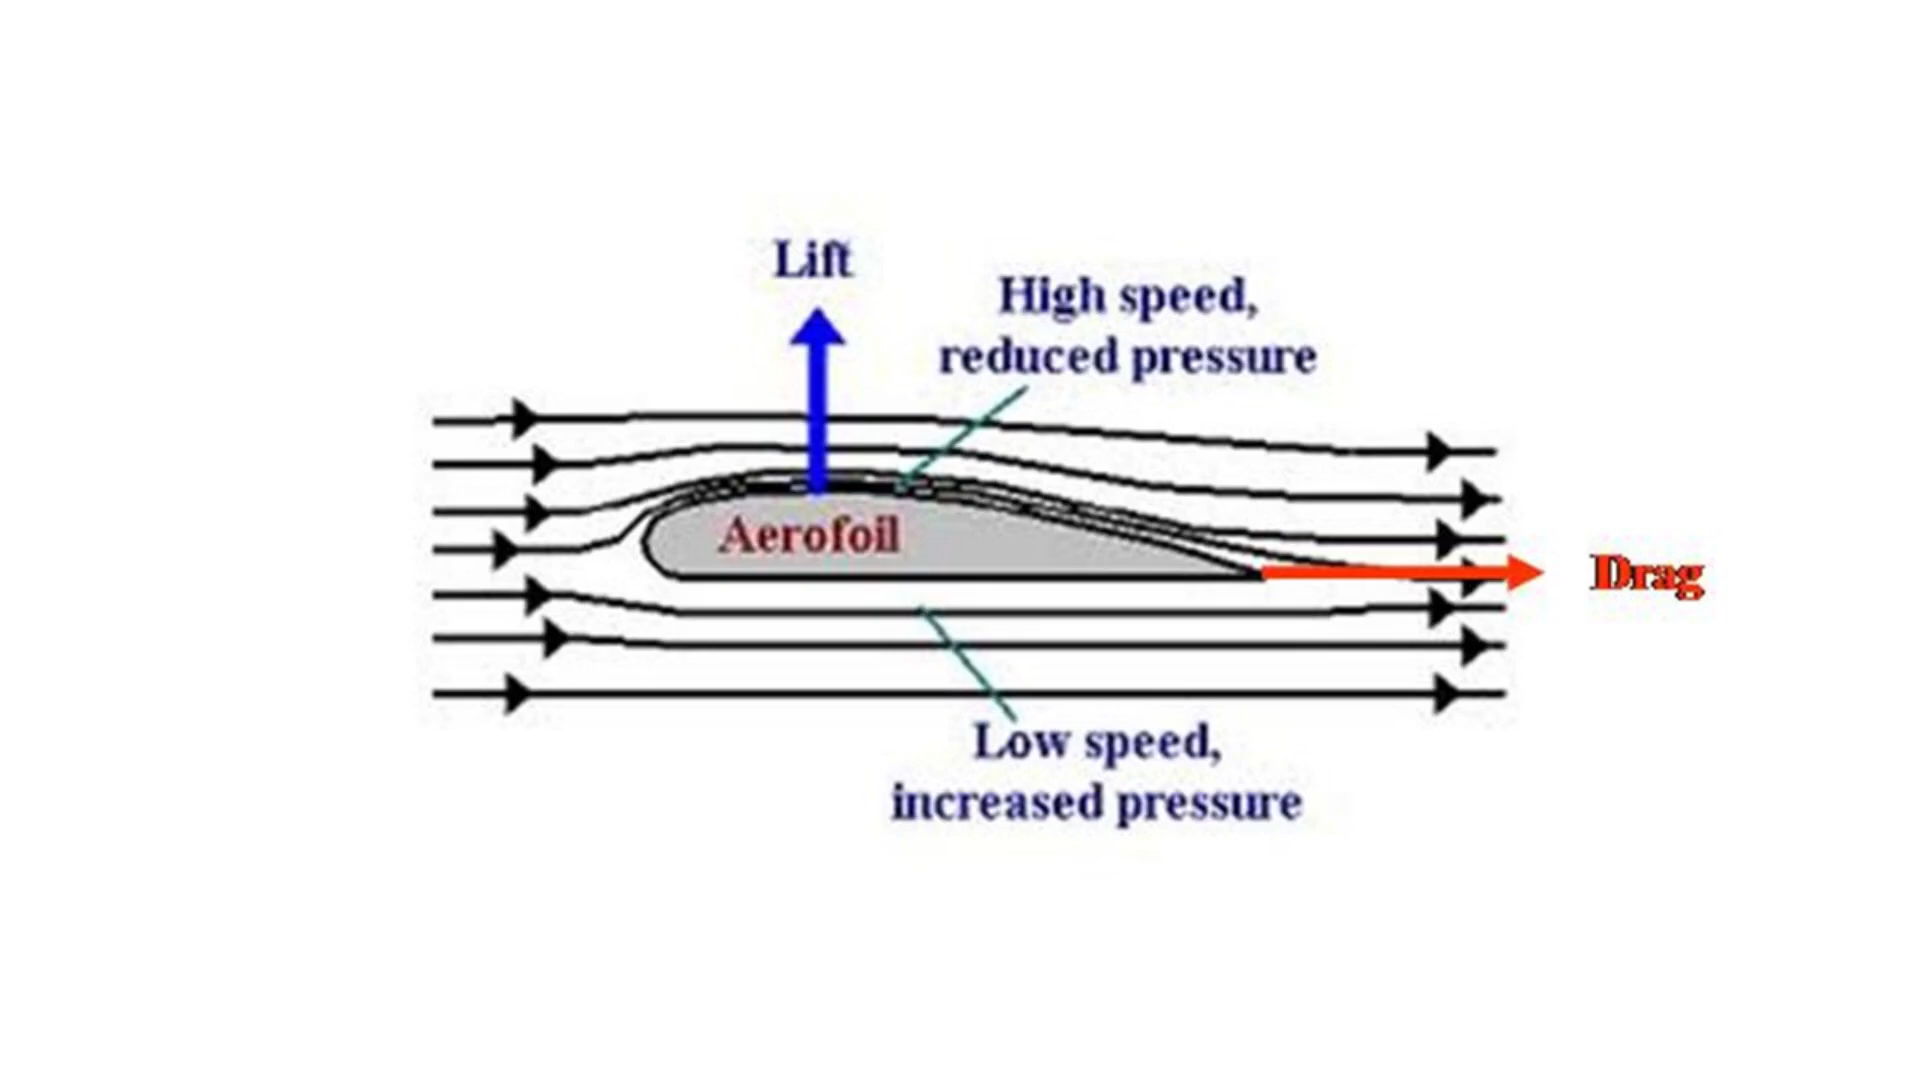 Lift
High speed,
reduced pressure
Aerofoil
Drag
Low speed,
increased pressure